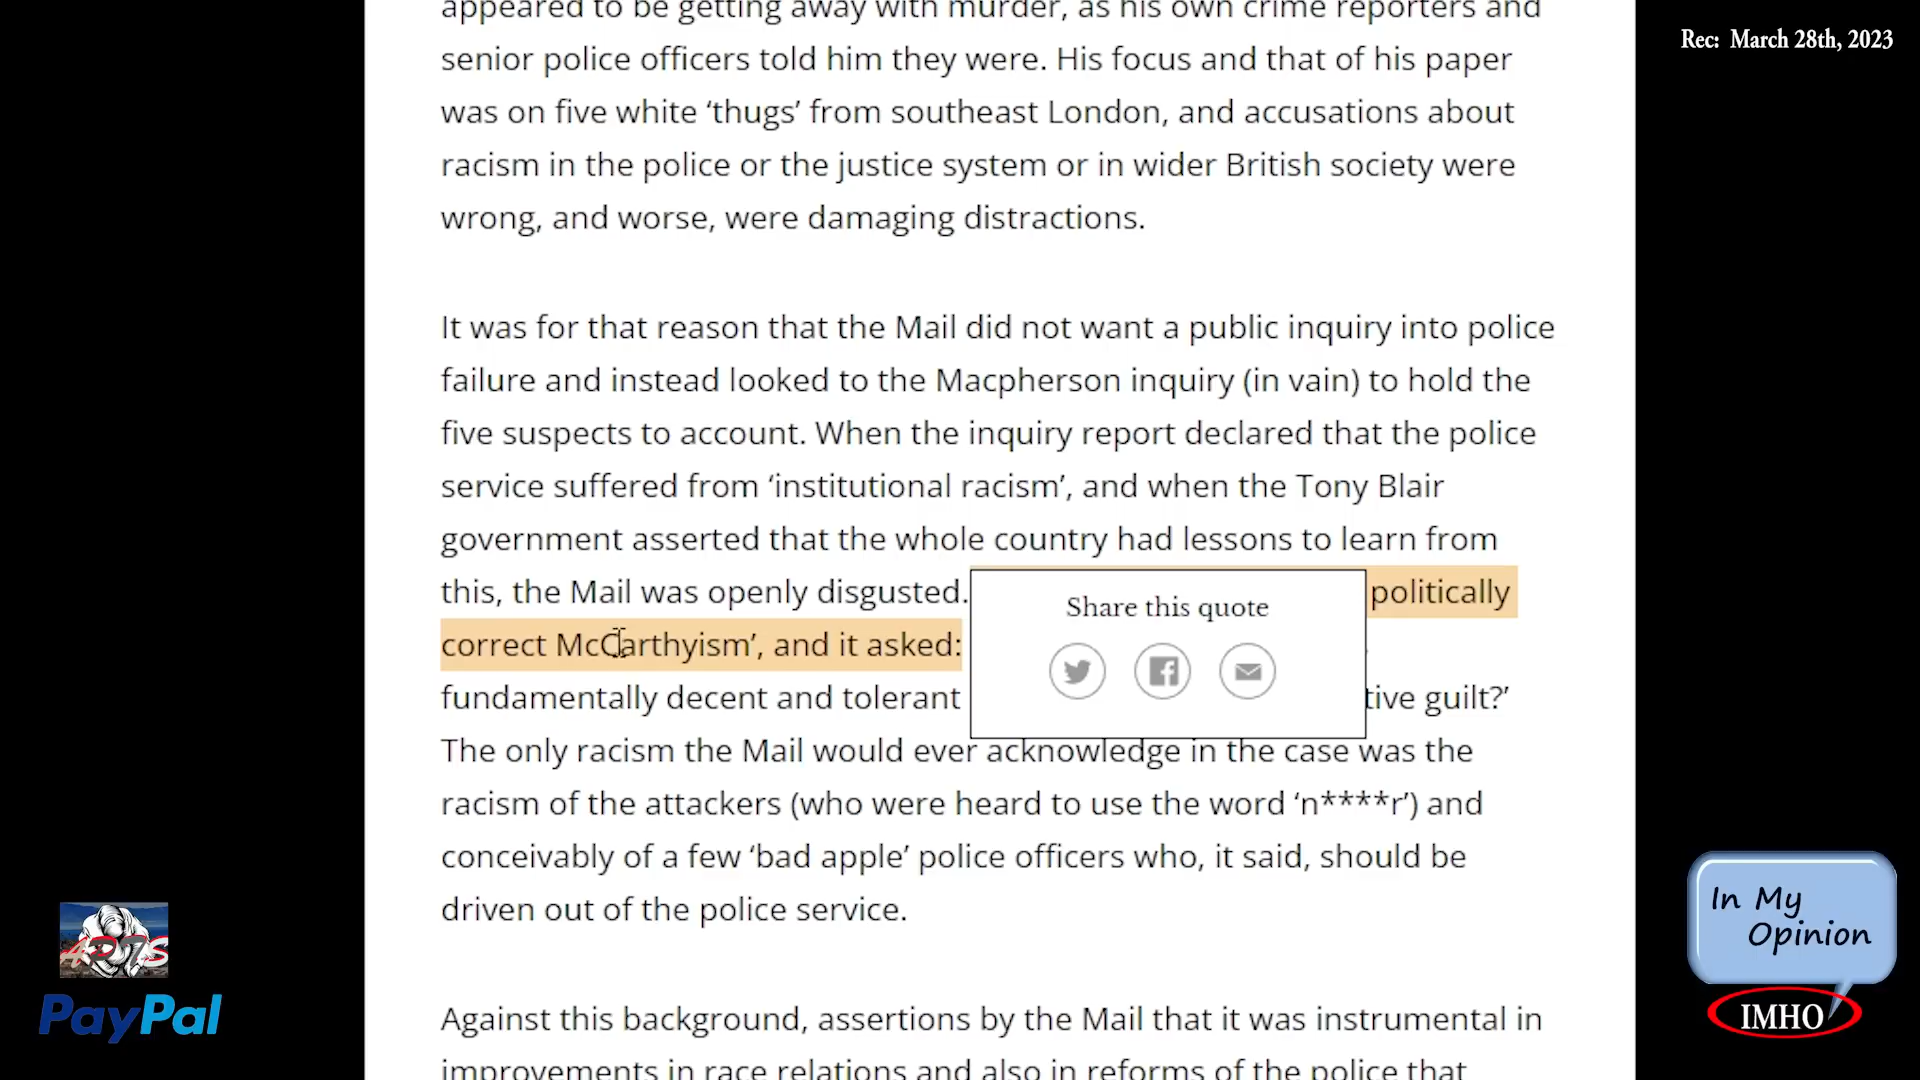 appeared to be getting away with murder, as his own crime reporters and
senior police officers told him they were. His focus and that of his paper
was on five white ‘thugs’ from southeast London, and accusations about
racism in the police or the justice system or in wider British society were
wrong, and worse, were damaging distractions.
It was for that reason that the Mail did not want a public inquiry into police
failure and instead looked to the Macpherson inquiry (in vain) to hold the
five suspects to account. When the inquiry report declared that the police
service suffered from ‘institutional racism’, and when the Tony Blair
government asserted that the whole country had lessons to learn from
this, the Mail was openly disgusted. politically
correct McCarthyism’, and it asked:
fundamentally decent and tolerant tive guilt?’
The only racism the Mail would ever acknowledge in the case was the
racism of the attackers (who were heard to use the word ‘n****r’) and
conceivably of a few ‘bad apple’ police officers who, it said, should be
driven out of the police service.
Against this background, assertions by the Mail that it was instrumental in
improvements in race relations and also in reforms of the police that
Share this quote
Rec: March 28th, 2023
PayPal
In My
Opinion
IMHO